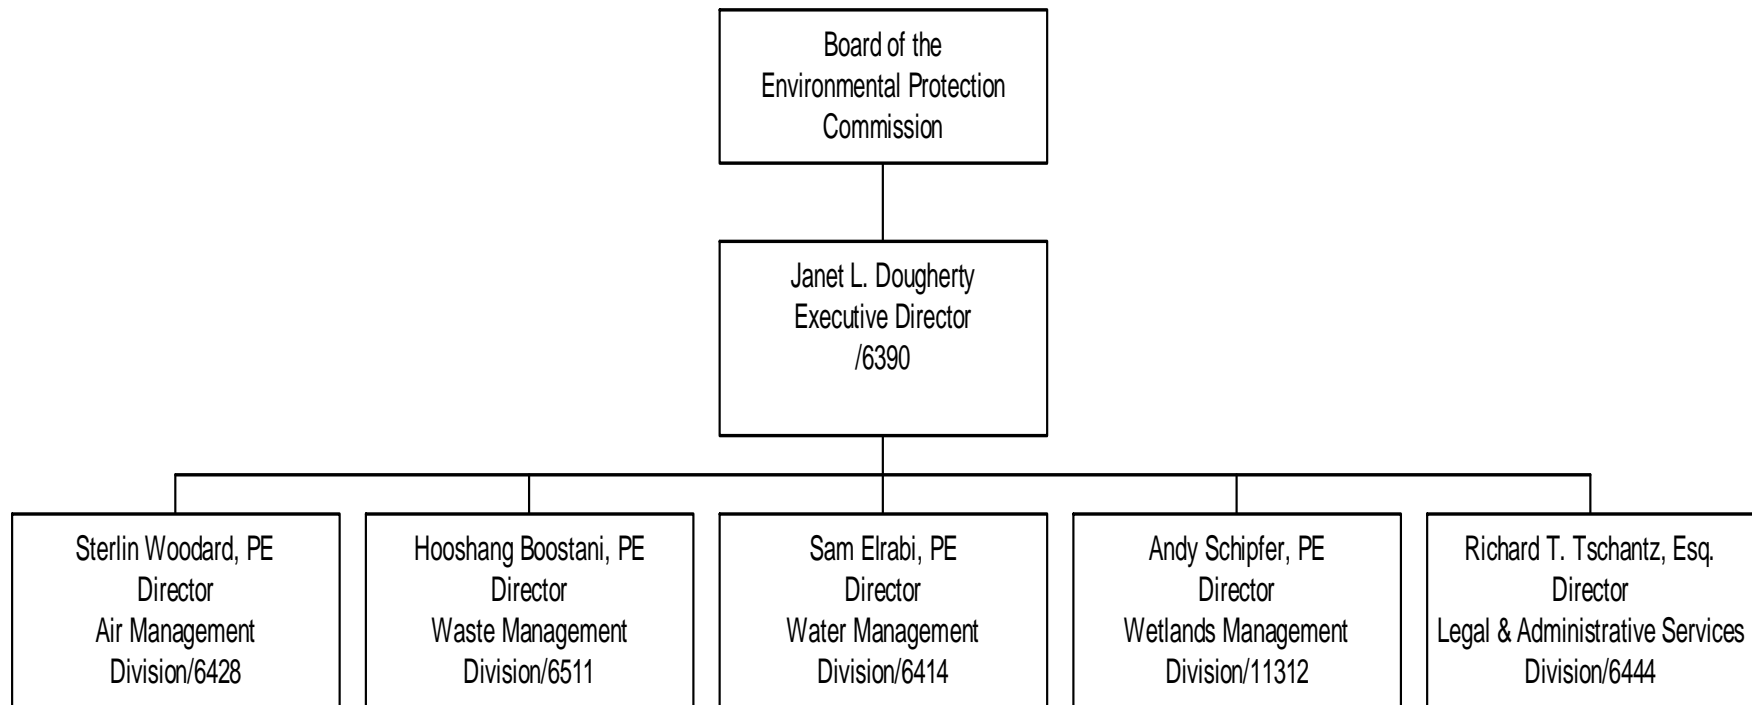 Board of the
Environmental Protection
Commission
Janet L. Dougherty
Executive Director
/6390
Sterlin Woodard, PE
Director
Air Management
Division/6428
Hooshang Boostani, PE
Director
Waste Management
Division/6511
Sam Elrabi, PE
Director
Water Management
Division/6414
Andy Schipfer, PE
Director
Wetlands Management
Division/11312
Richard T. Tschantz, Esq.
Director
Legal & Administrative Services
Division/6444